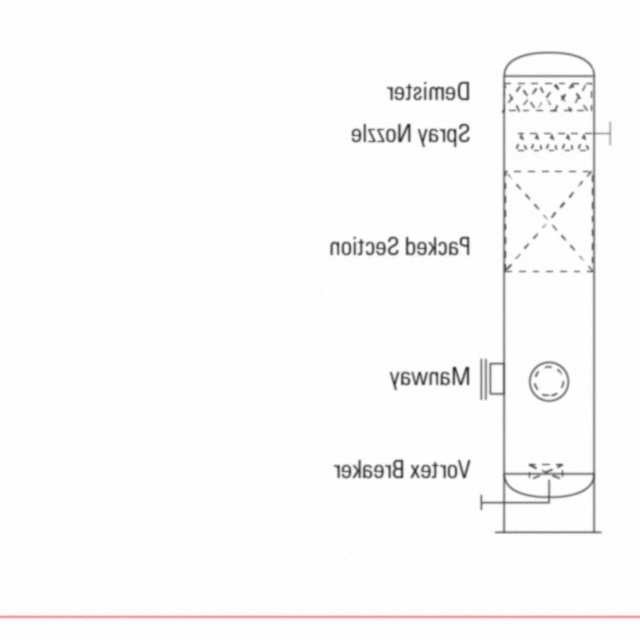 Demister
Spray Nozzle
Packed Section
Manway
Vortex Breaker